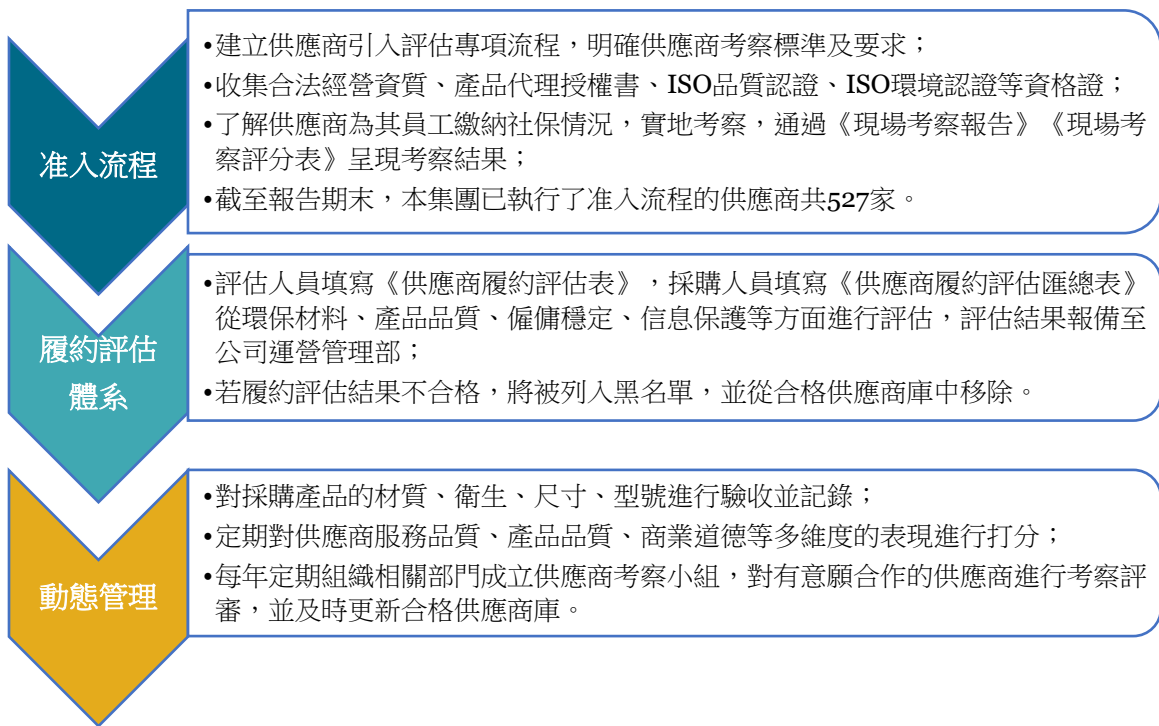 准入流程
•建立供應商引入評估專項流程，明確供應商考察標準及要求；
•收集合法經營資質、產品代理授權書、ISO品質認證、ISO環境認證等資格證；
•了解供應商為其員工繳納社保情況，實地考察，通過《現場考察報告》《現場考
察評分表》呈現考察結果；
•截至報告期末，本集團已執行了准入流程的供應商共527家。
履約評估
體系
•評估人員填寫《供應商履約評估表》，採購人員填寫《供應商履約評估匯總表》
從環保材料、產品品質、僱傭穩定、信息保護等方面進行評估，評估結果報備至
公司運營管理部；
•若履約評估結果不合格，將被列入黑名單，並從合格供應商庫中移除。
動態管理
•對採購產品的材質、衛生、尺寸、型號進行驗收並記錄；
•定期對供應商服務品質、產品品質、商業道德等多維度的表現進行打分；
•每年定期組織相關部門成立供應商考察小組，對有意願合作的供應商進行考察評
審，並及時更新合格供應商庫。